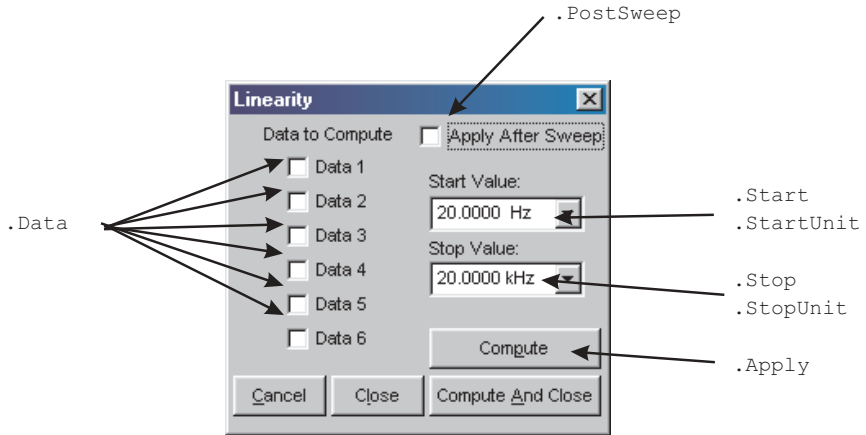 .PostSweep
Linearity
Data to Compute
Apply After Sweep
Data 1
Data 2
Data 3
Data 4
Data 5
Data 6
.Data
Start Value:
20.0000 Hz
.Start
.StartUnit
Stop Value:
20.0000 kHz
.Stop
.StopUnit
Compute
.Apply
Cancel
Close
Compute And Close